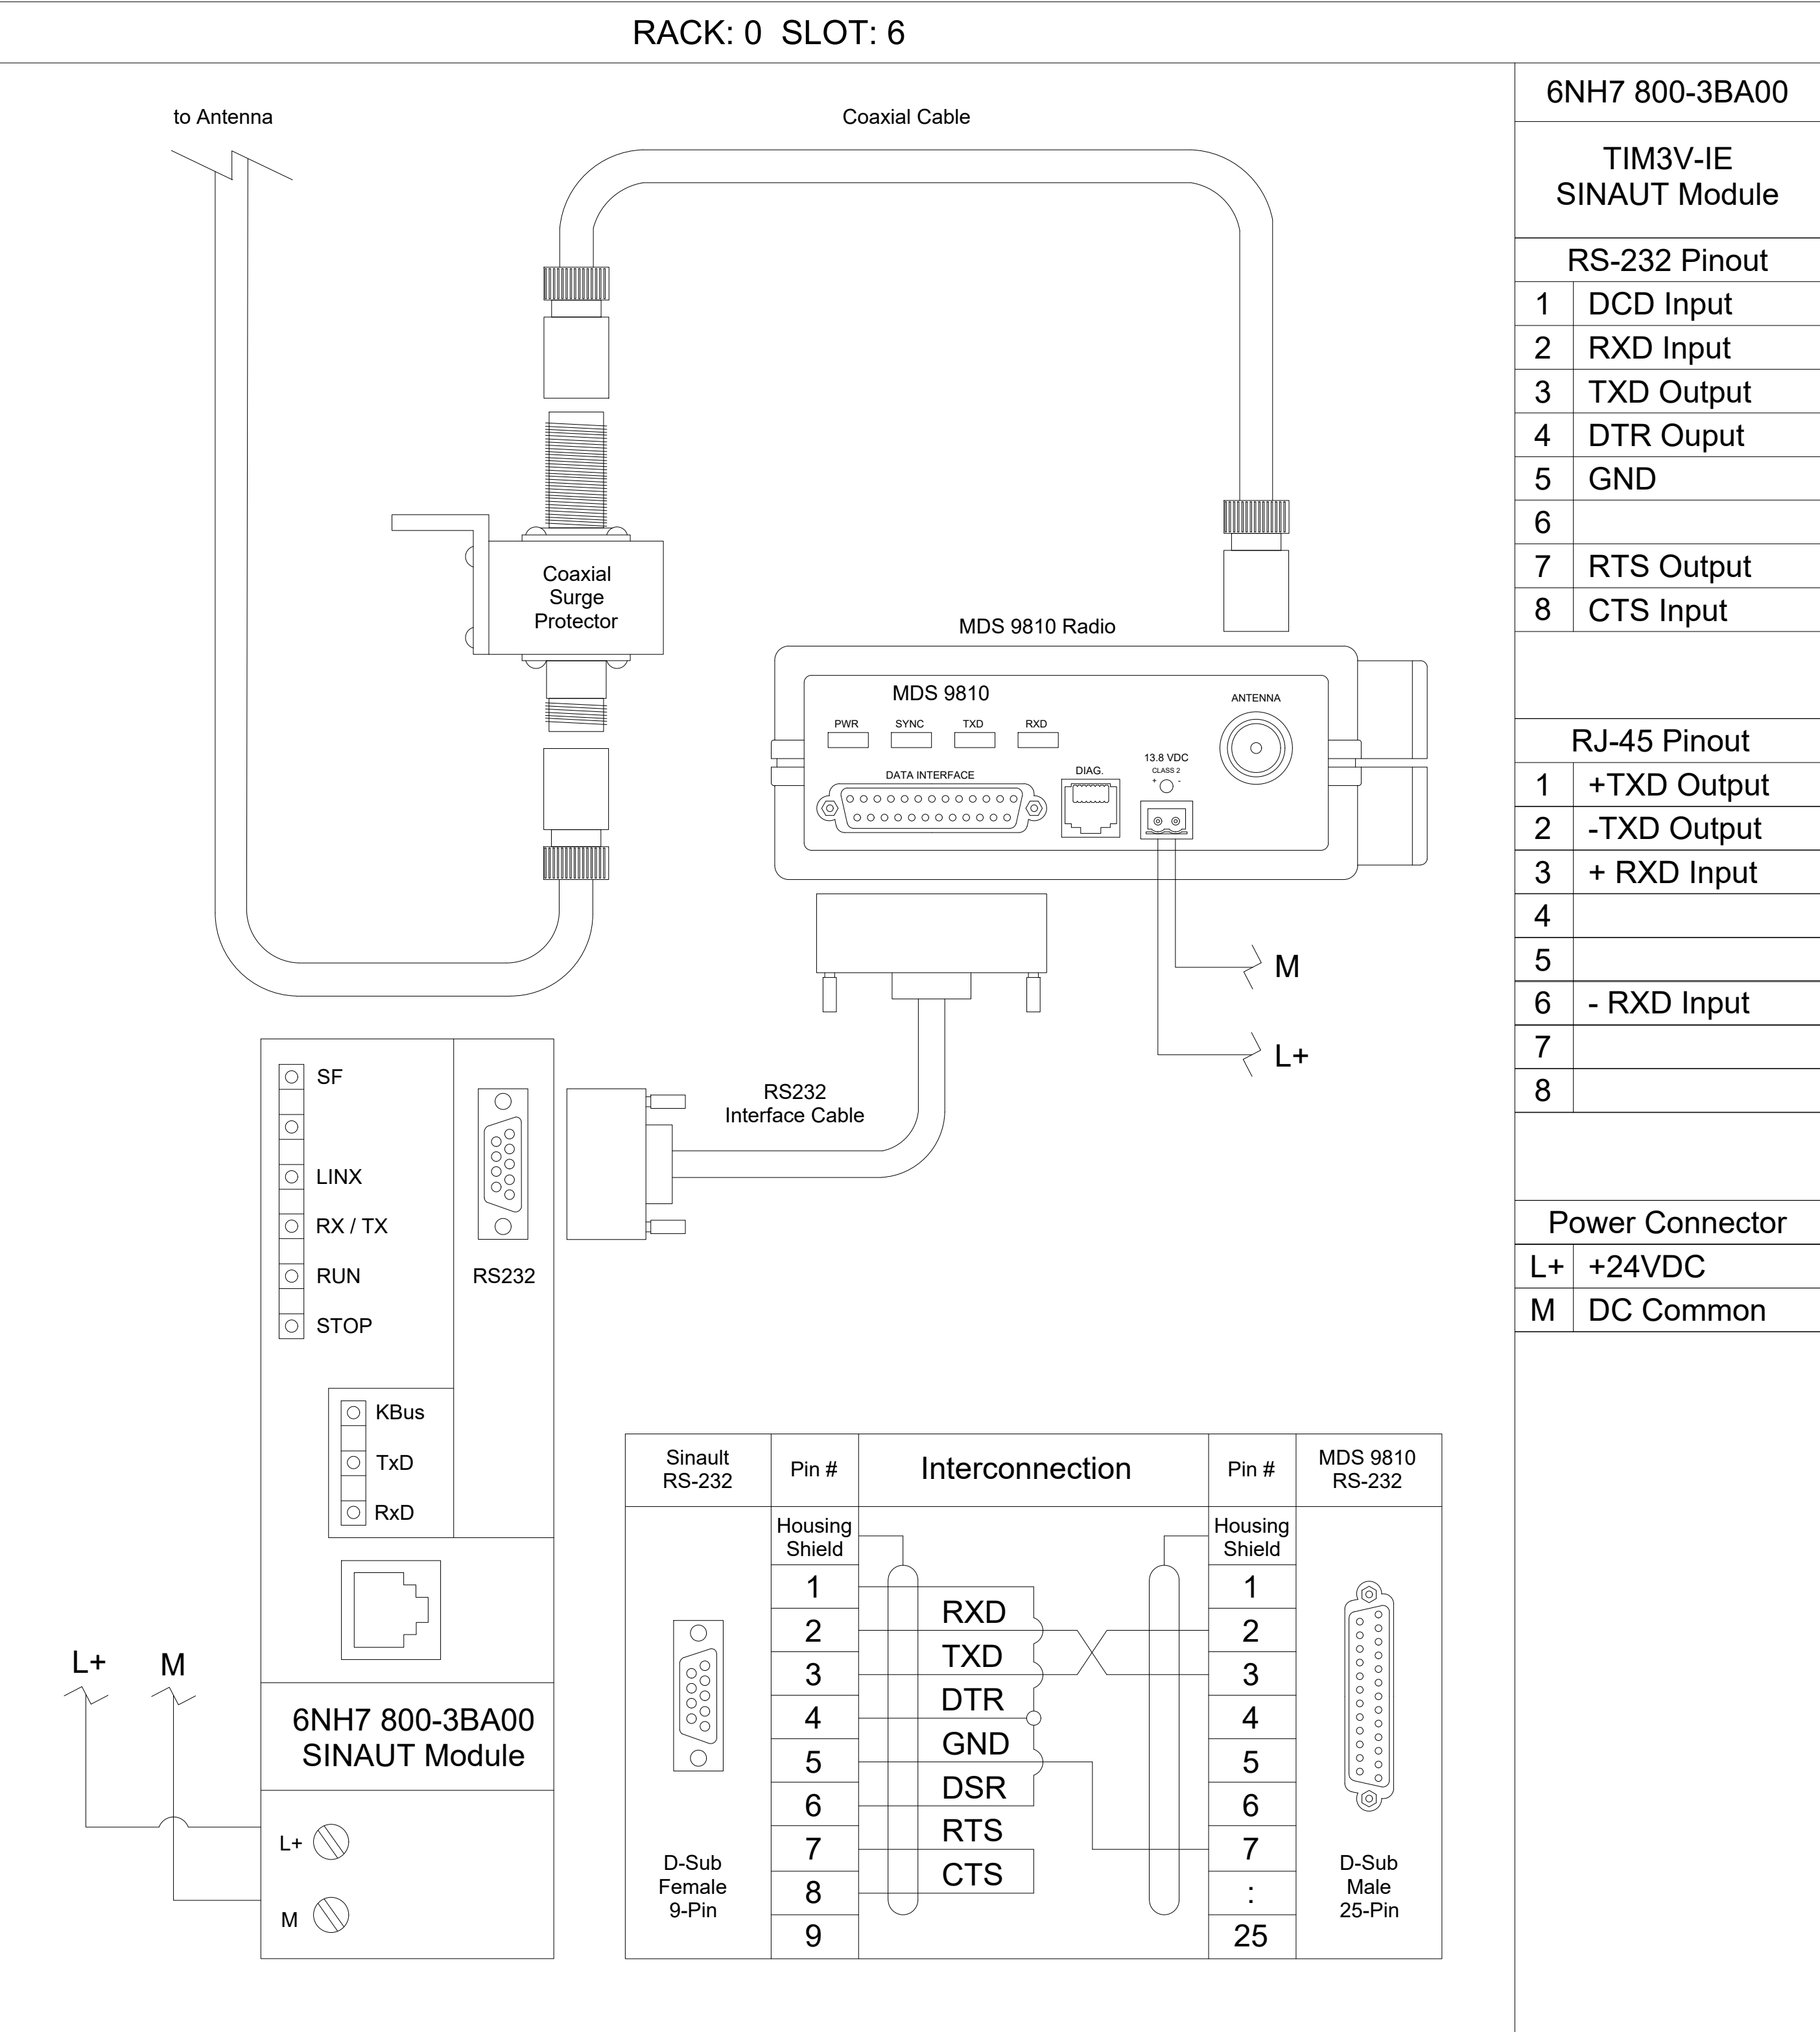 RACK: 0 SLOT: 6
to Antenna
Coaxial Cable
Coaxial
Surge
Protector
MDS 9810 Radio
MDS 9810
PWR
SYNC
TXD
RXD
ANTENNA
DATA INTERFACE
DIAG.
13.8 VDC
CLASS 2
+ -
M
L+
RS232
Interface Cable
SF
LINX
RX / TX
RUN
STOP
RS232
KBus
TxD
RxD
L+ M
6NH7 800-3BA00
SINAUT Module
L+
M
Sinault
RS-232
Pin #
Interconnection
Pin #
MDS 9810
RS-232
Housing
Shield
1
2
3
4
5
6
7
8
9
RXD
TXD
DTR
GND
DSR
RTS
CTS
Housing
Shield
1
2
3
4
5
6
7
:
25
D-Sub
Female
9-Pin
D-Sub
Male
25-Pin
6NH7 800-3BA00
TIM3V-IE
SINAUT Module
RS-232 Pinout
1 DCD Input
2 RXD Input
3 TXD Output
4 DTR Ouput
5 GND
6
7 RTS Output
8 CTS Input
RJ-45 Pinout
1 +TXD Output
2 -TXD Output
3 + RXD Input
4
5
6 - RXD Input
7
8
Power Connector
L+ +24VDC
M DC Common